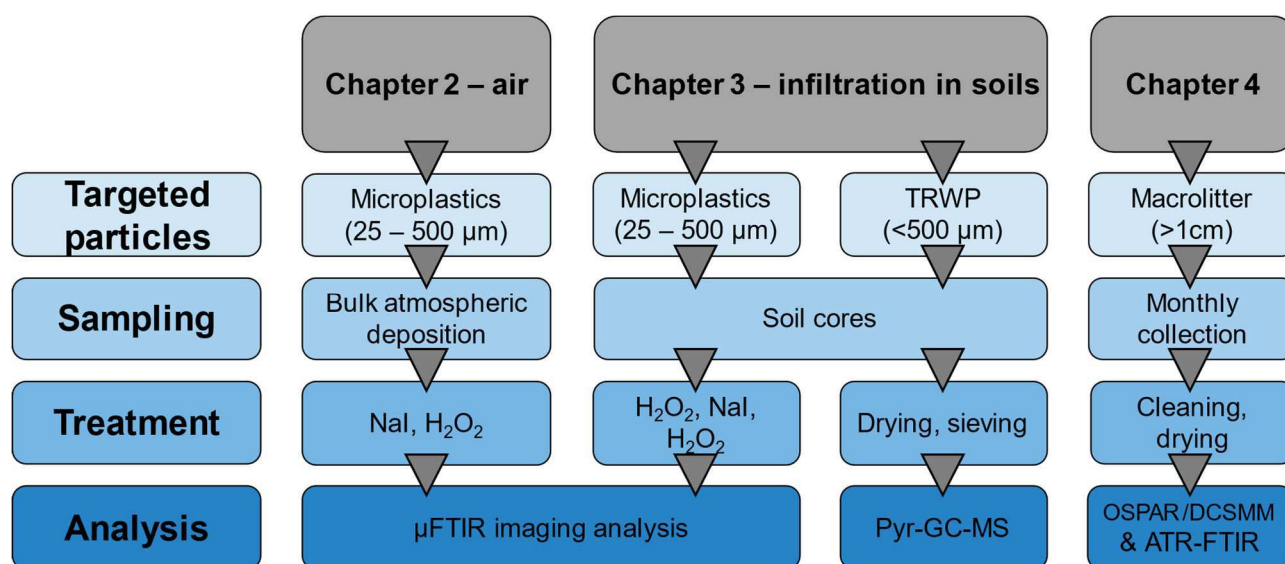 Chapter 2 – air
Chapter 3 – infiltration in soils
Chapter 4
Targeted
particles
Microplastics
(25 – 500 µm)
Microplastics
(25 – 500 µm)
TRWP
(<500 µm)
Macrolitter
(>1cm)
Sampling
Bulk atmospheric
deposition
Soil cores
Monthly
collection
Treatment
NaI, H₂O₂
H₂O₂, NaI,
H₂O₂
Drying, sieving
Cleaning,
drying
Analysis
µFTIR imaging analysis
Pyr-GC-MS
OSPAR/DCSMM
& ATR-FTIR